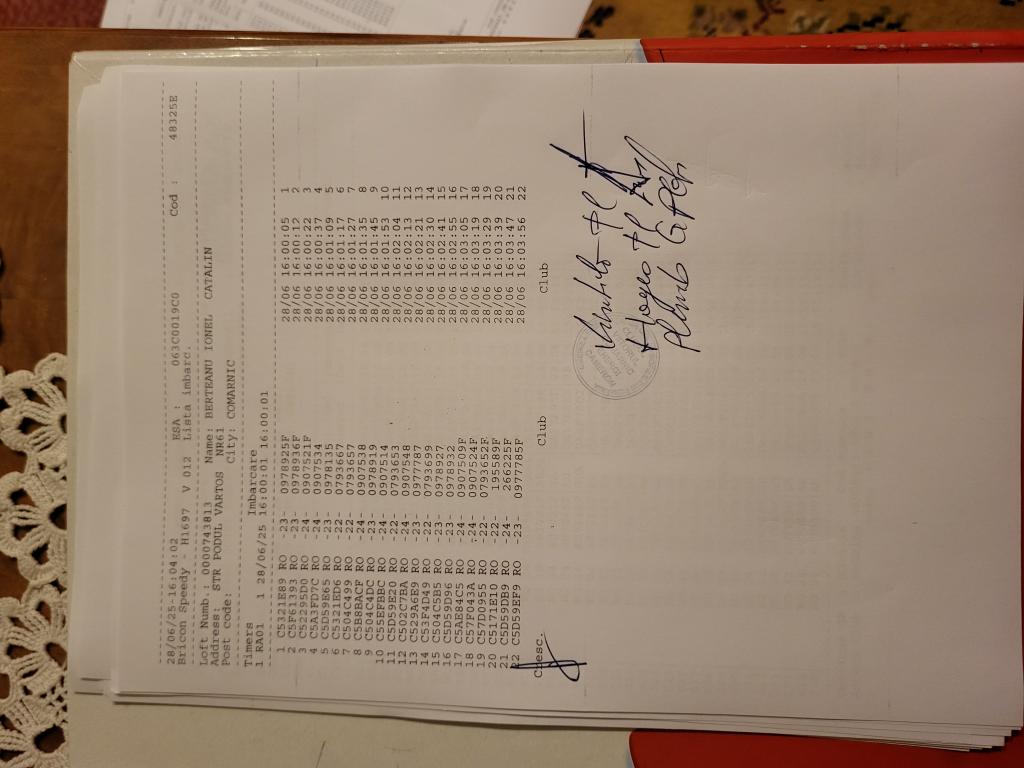 28/06/25-16:04:02
Bricon Speedy - H1697 V 012 ESA : 063C0019C0 Cod : 48325E
Lista imbarc.
Loft Numb.: 0000743813 Name: BERTEANU IONEL CATALIN
Address: STR PODUL VARTOS NR61
Post code: City: COMARNIC
Timers Imbarcare
1 RA01 1 28/06/25 16:00:01 16:00:01
1 C5321E89 RO -23- 0978925F 28/06 16:00:05 1
2 C5F61393 RO -23- 0978936F 28/06 16:00:12 2
3 C52295D0 RO -24- 0907521F 28/06 16:00:22 3
4 C5A3FD7C RO -24- 0907534 28/06 16:00:37 4
5 C5D59E65 RO -23- 0978135 28/06 16:01:09 5
6 C5321ED6 RO -22- 0793667 28/06 16:01:17 6
7 C504C499 RO -22- 0793657 28/06 16:01:27 7
8 C5B8BACF RO -24- 0907538 28/06 16:01:35 8
9 C504C4DC RO -23- 0978919 28/06 16:01:45 9
10 C5DEFBBC RO -24- 0907514 28/06 16:01:53 10
11 C5D59E20 RO -22- 0793653 28/06 16:02:04 11
12 C502C7BA RO -24- 0907548 28/06 16:02:13 12
13 C529A6E9 RO -23- 0977787 28/06 16:02:21 13
14 C53F4D49 RO -22- 0793699 28/06 16:02:30 14
15 C504C5B5 RO -23- 0978927 28/06 16:02:41 15
16 C5D59DB6 RO -23- 0978932 28/06 16:02:55 16
17 C5AE84C5 RO -24- 0907509F 28/06 16:03:05 17
18 C57F043A RO -24- 0907524F 28/06 16:03:19 18
19 C57D0955 RO -22- 0793652F 28/06 16:03:29 19
20 C5171E10 RO -22- 195589F 28/06 16:03:39 20
21 C5D59DB9 RO -24- 266225F 28/06 16:03:47 21
22 C5D59EF9 RO -23- 0977785F 28/06 16:03:56 22
Cresc. Club Club